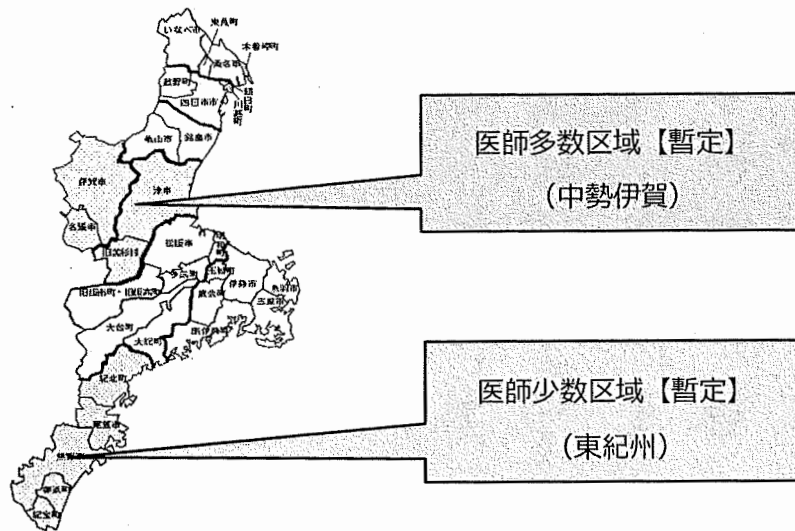 いなべ市
東員町
木曽岬町
桑名市
菰野町
四日市市
朝日町
川越町
亀山市
鈴鹿市
伊賀市
津市
名張市
松阪市
多気町
玉城町
伊勢市
鳥羽市
度会町
志摩市
大台町
大紀町
南伊勢町
紀北町
尾鷲市
熊野市
御浜町
紀宝町
医師多数区域【暫定】
（中勢伊賀）
医師少数区域【暫定】
（東紀州）